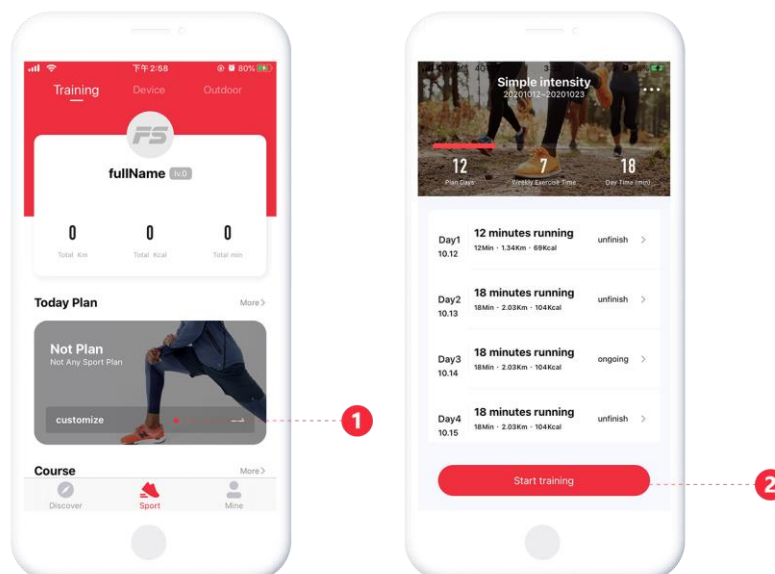 下午2:58
80%
Training Device Outdoor
FS
fullName lv.0
0 0 0
Total Km Total Kcal Total min
Today Plan More >
Not Plan
Not Any Sport Plan
customize
Course More >
Discover Sport Mine
1
Simple intensity
20201012~20201023
12 7 18
Plan Days Weekly Exercise Time Day Time (min)
Day1 12 minutes running unfinish >
10.12 12Min · 1.34Km · 69Kcal
Day2 18 minutes running unfinish >
10.13 18Min · 2.03Km · 104Kcal
Day3 18 minutes running ongoing >
10.14 18Min · 2.03Km · 104Kcal
Day4 18 minutes running unfinish >
10.15 18Min · 2.03Km · 104Kcal
Start training
2